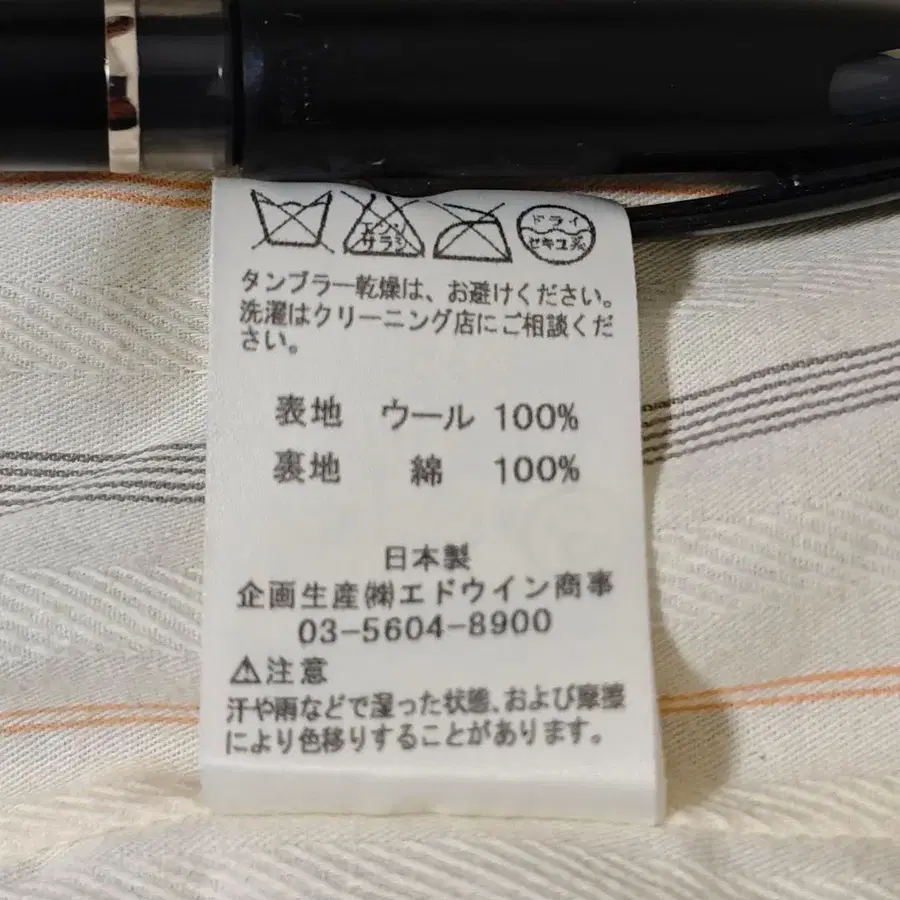 エンソ サラシ
ドライ
セキユ系
タンブラー乾燥は、お避けください。
洗濯はクリーニング店にご相談くだ
さい。
表地 ウール 100%
裏地 綿 100%
日本製
企画生産㈱エドウイン商事
03-5604-8900
⚠注意
汗や雨などで湿った状態、および摩擦
により色移りすることがあります。